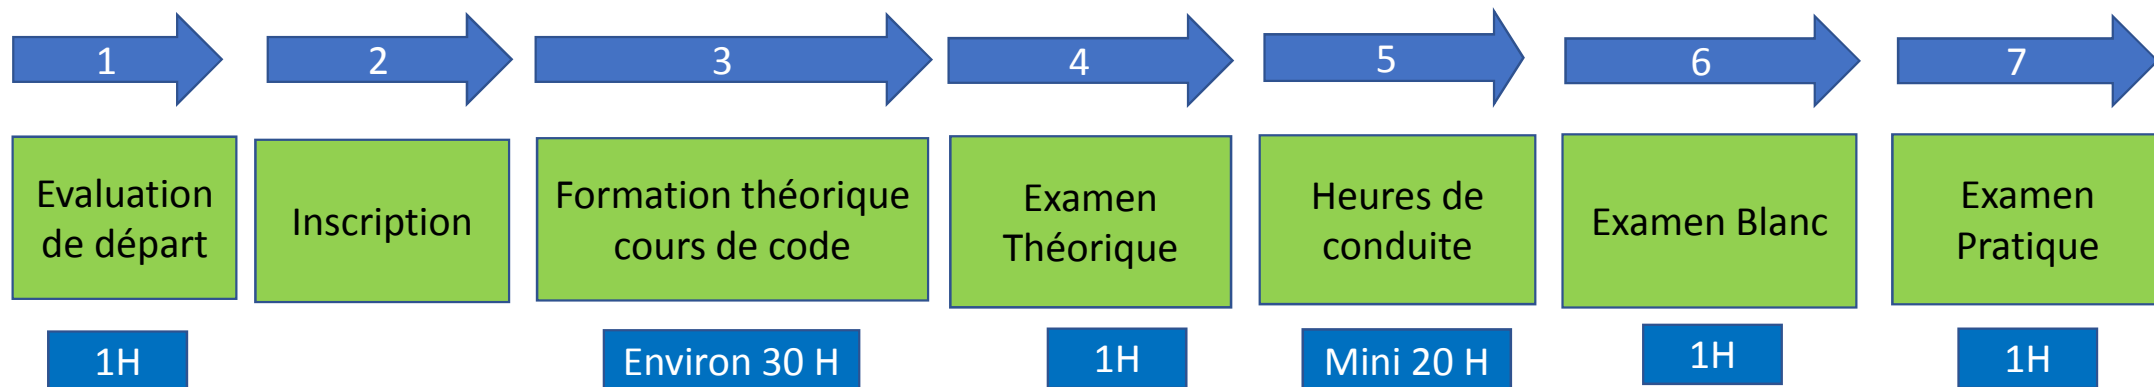 1
2
3
4
5
6
7
Evaluation
de départ
Inscription
Formation théorique
cours de code
Examen
Théorique
Heures de
conduite
Examen Blanc
Examen
Pratique
1H
Environ 30 H
1H
Mini 20 H
1H
1H